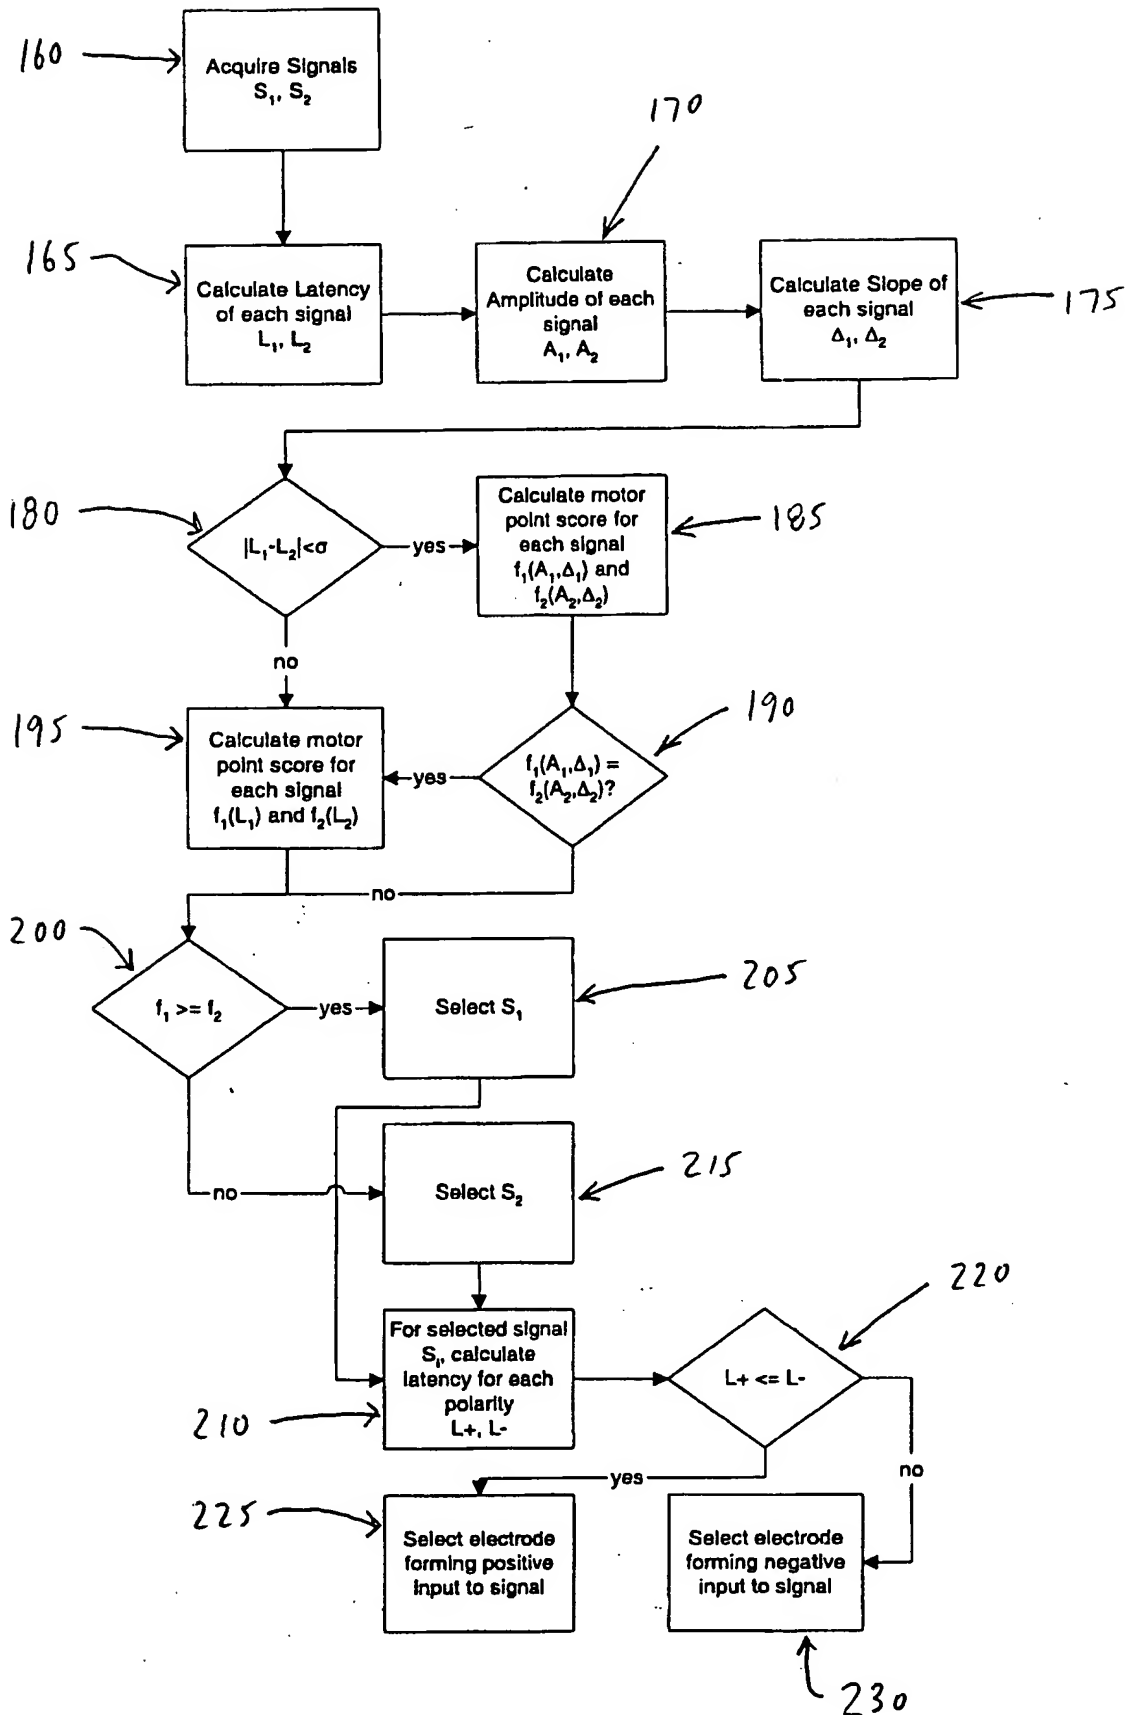 160
Acquire Signals
S₁, S₂
170
165
Calculate Latency
of each signal
L₁, L₂
Calculate
Amplitude of each
signal
A₁, A₂
Calculate Slope of
each signal
Δ₁, Δ₂
175
180
|L₁-L₂|<σ
yes
Calculate motor
point score for
each signal
f₁(A₁,Δ₁) and
f₂(A₂,Δ₂)
185
no
195
Calculate motor
point score for
each signal
f₁(L₁) and f₂(L₂)
yes
f₁(A₁,Δ₁) =
f₂(A₂,Δ₂)?
190
no
200
f₁ >= f₂
yes
Select S₁
205
no
Select S₂
215
For selected signal
Sᵢ, calculate
latency for each
polarity
L+, L-
210
L+ <= L-
220
yes
no
225
Select electrode
forming positive
input to signal
Select electrode
forming negative
input to signal
230